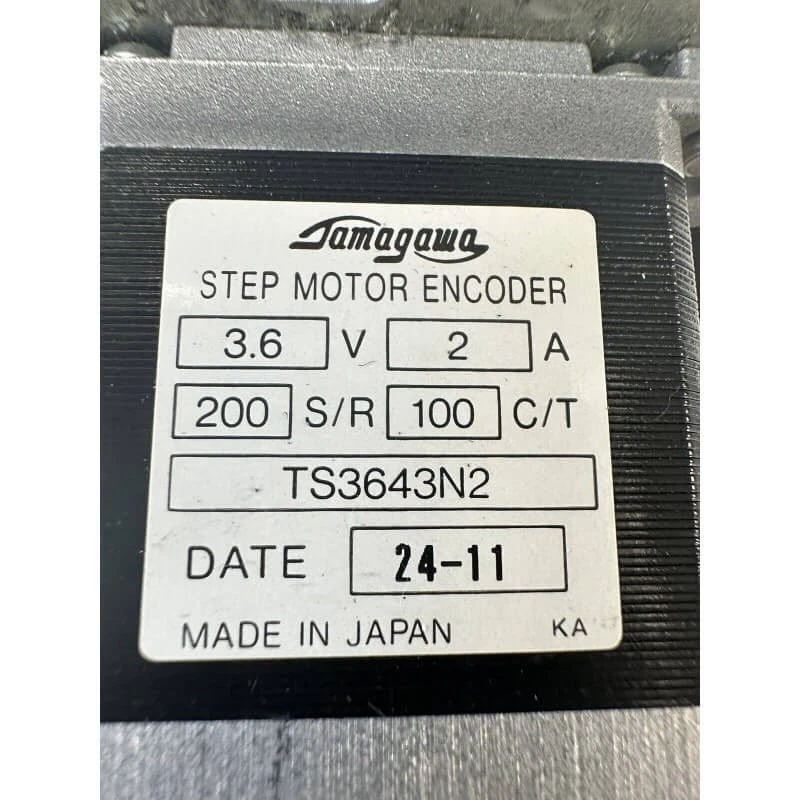 Tamagawa
STEP MOTOR ENCODER
3.6 V 2 A
200 S/R 100 C/T
TS3643N2
DATE 24-11
MADE IN JAPAN KA